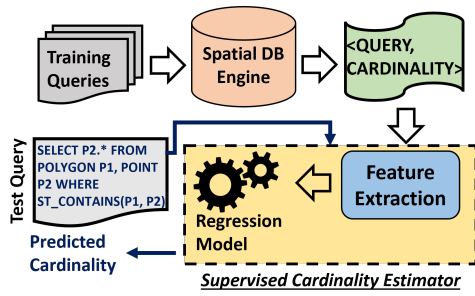 Training
Queries
Spatial DB
Engine
<QUERY,
CARDINALITY>
Test Query
SELECT P2.* FROM
POLYGON P1, POINT
P2 WHERE
ST_CONTAINS(P1, P2)
Feature
Extraction
Regression
Model
Predicted
Cardinality
Supervised Cardinality Estimator